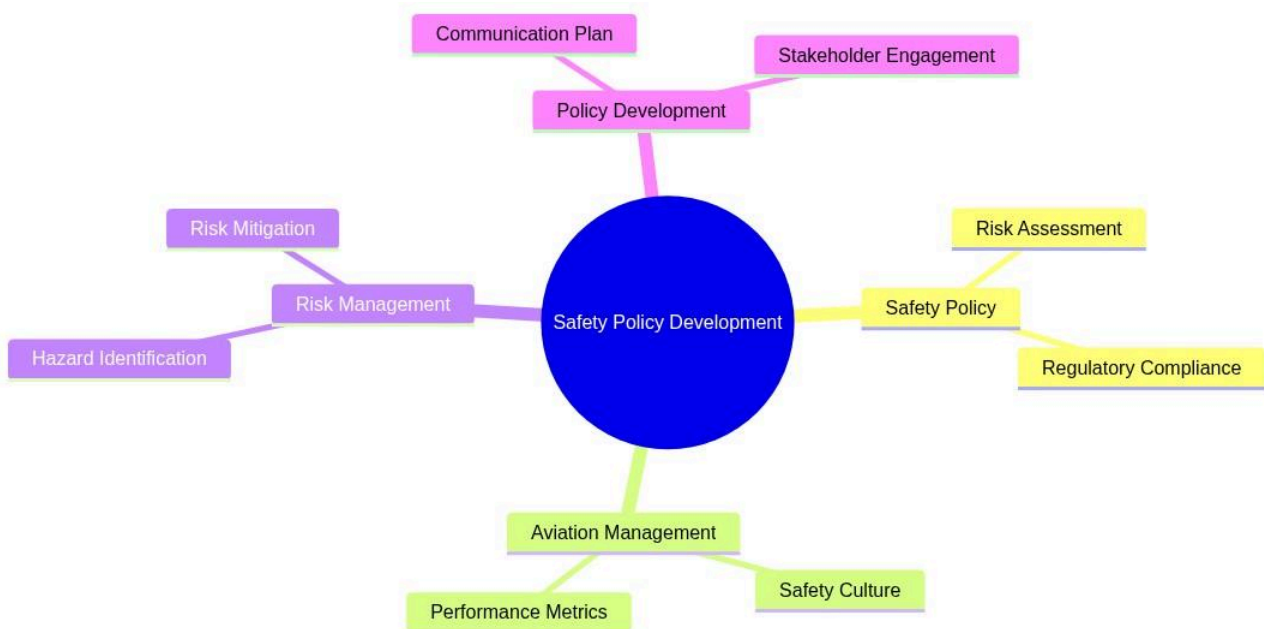 Communication Plan
Stakeholder Engagement
Policy Development
Risk Mitigation
Risk Assessment
Risk Management
Safety Policy
Safety Policy Development
Hazard Identification
Regulatory Compliance
Aviation Management
Safety Culture
Performance Metrics